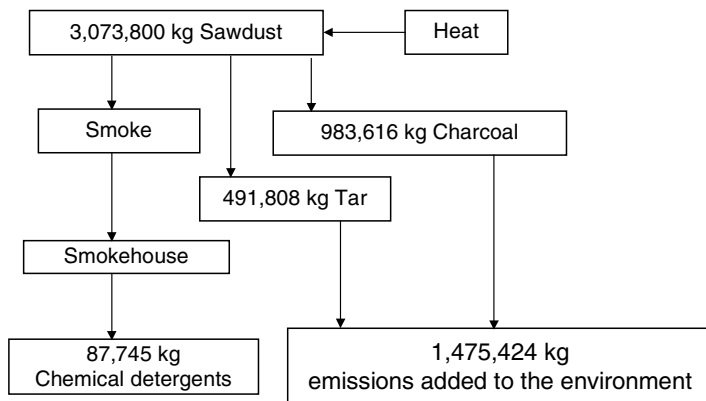 3,073,800 kg Sawdust
Heat
Smoke
983,616 kg Charcoal
491,808 kg Tar
Smokehouse
87,745 kg
Chemical detergents
1,475,424 kg
emissions added to the environment